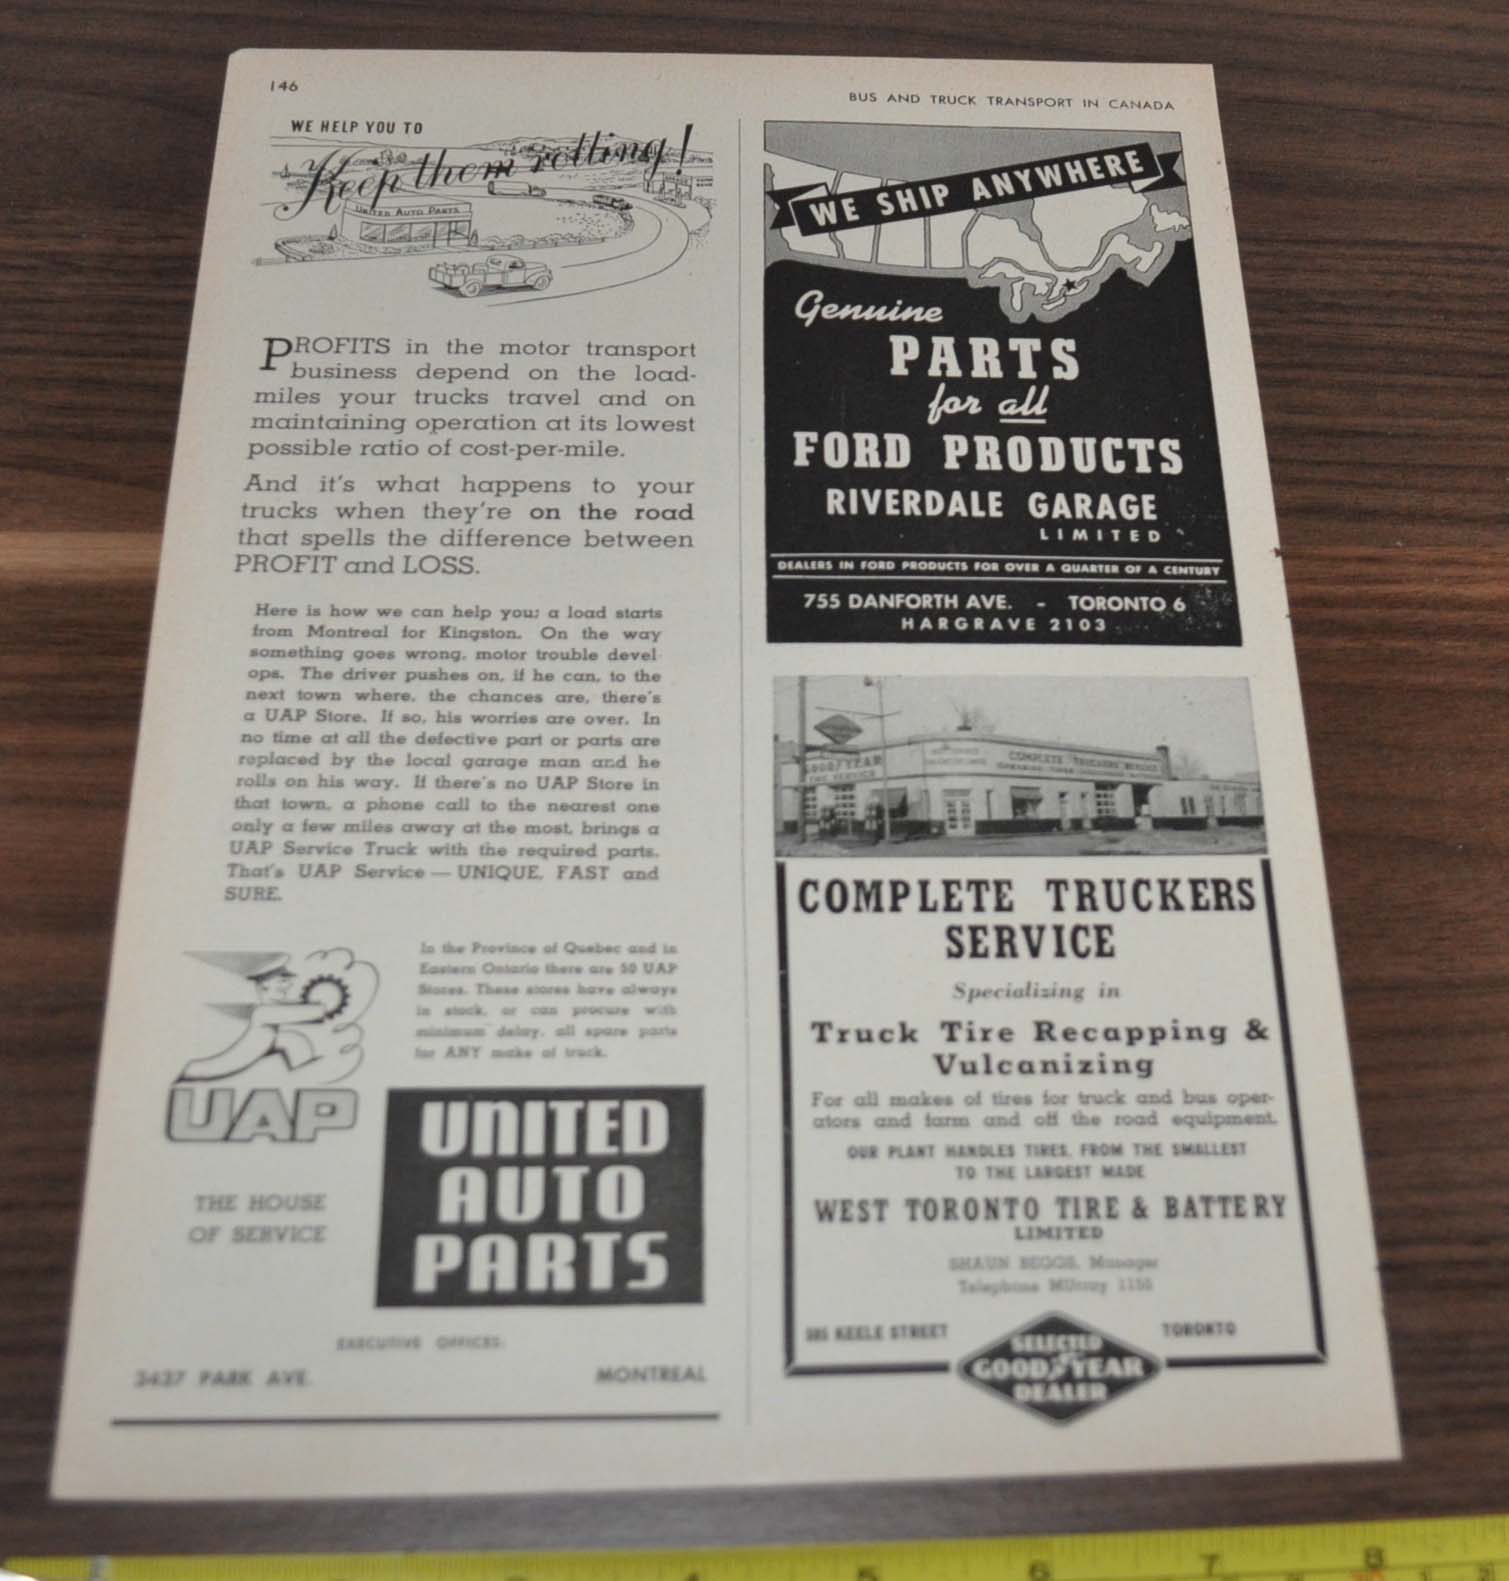 146
BUS AND TRUCK TRANSPORT IN CANADA
WE HELP YOU TO
Keep them rolling!
UNITED AUTO PARTS
PROFITS in the motor transport
business depend on the load-
miles your trucks travel and on
maintaining operation at its lowest
possible ratio of cost-per-mile.
And it's what happens to your
trucks when they're on the road
that spells the difference between
PROFIT and LOSS.
Here is how we can help you; a load starts
from Montreal for Kingston. On the way
something goes wrong, motor trouble devel-
ops. The driver pushes on, if he can, to the
next town where, the chances are, there's
a UAP Store. If so, his worries are over. In
no time at all the defective part or parts are
replaced by the local garage man and he
rolls on his way. If there's no UAP Store in
that town, a phone call to the nearest one
only a few miles away at the most, brings a
UAP Service Truck with the required parts.
That's UAP Service — UNIQUE, FAST and
SURE.
In the Province of Quebec and in
Eastern Ontario there are 50 UAP
Stores. These stores have always
in stock, or can procure with
minimum delay, all spare parts
for ANY make of truck.
UAP
THE HOUSE
OF SERVICE
UNITED
AUTO
PARTS
EXECUTIVE OFFICES:
3437 PARK AVE.
MONTREAL
WE SHIP ANYWHERE
Genuine
PARTS
for all
FORD PRODUCTS
RIVERDALE GARAGE
LIMITED
DEALERS IN FORD PRODUCTS FOR OVER A QUARTER OF A CENTURY
755 DANFORTH AVE. - TORONTO 6
HARGRAVE 2103
GOODYEAR
TIRE SERVICE
COMPLETE TRUCKERS SERVICE
COMPLETE TRUCKERS
SERVICE
Specializing in
Truck Tire Recapping &
Vulcanizing
For all makes of tires for truck and bus oper-
ators and farm and off the road equipment.
OUR PLANT HANDLES TIRES, FROM THE SMALLEST
TO THE LARGEST MADE
WEST TORONTO TIRE & BATTERY
LIMITED
SHAUN BEGGS, Manager
Telephone MUrray 1155
KEELE STREET
TORONTO
SELECTED
GOODYEAR
DEALER
4
5
6
7
8